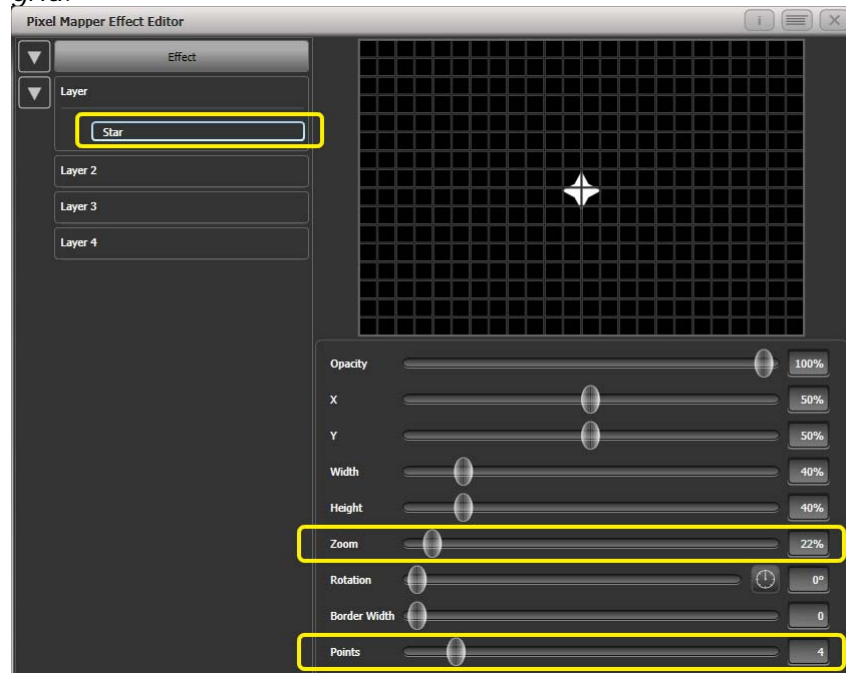 grid.
Pixel Mapper Effect Editor
i
Effect
Layer
Star
Layer 2
Layer 3
Layer 4
Opacity 100%
X 50%
Y 50%
Width 40%
Height 40%
Zoom 22%
Rotation 0°
Border Width 0
Points 4